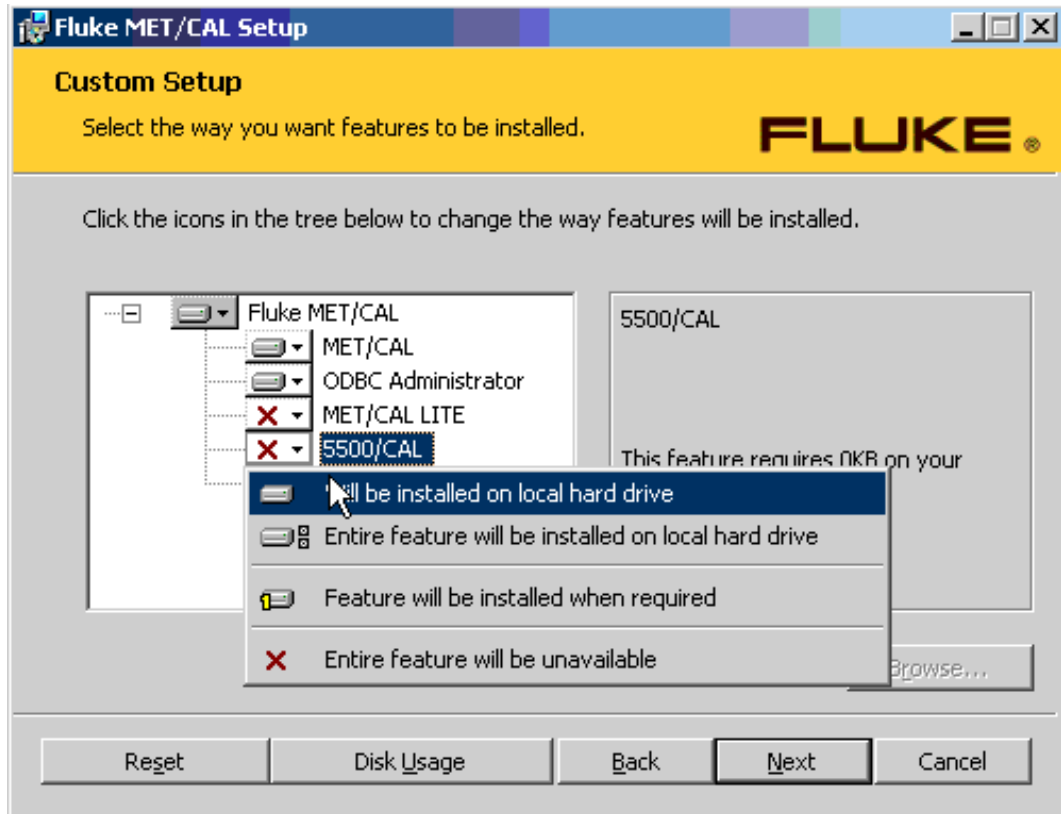 Fluke MET/CAL Setup
Custom Setup
Select the way you want features to be installed.
FLUKE ®
Click the icons in the tree below to change the way features will be installed.
Fluke MET/CAL
MET/CAL
ODBC Administrator
MET/CAL LITE
5500/CAL
5500/CAL
This feature requires 0KB on your
be installed on local hard drive
Entire feature will be installed on local hard drive
Feature will be installed when required
Entire feature will be unavailable
Browse...
Reset
Disk Usage
Back
Next
Cancel